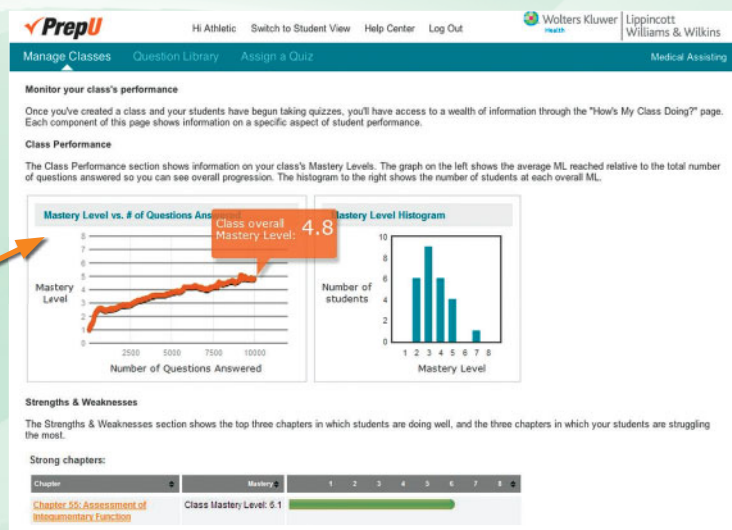 PrepU
Hi Athletic Switch to Student View Help Center Log Out
Wolters Kluwer
Health
Lippincott
Williams & Wilkins
Manage Classes Question Library Assign a Quiz Medical Assisting
Monitor your class's performance
Once you've created a class and your students have begun taking quizzes, you'll have access to a wealth of information through the "How's My Class Doing?" page.
Each component of this page shows information on a specific aspect of student performance.
Class Performance
The Class Performance section shows information on your class's Mastery Levels. The graph on the left shows the average ML reached relative to the total number
of questions answered so you can see overall progression. The histogram to the right shows the number of students at each overall ML.
Mastery Level vs. # of Questions Answered
Class overall
Mastery Level: 4.8
8
7
6
5
4
3
2
1
0
Mastery
Level
2500 5000 7500 10000
Number of Questions Answered
Mastery Level Histogram
10
8
6
4
2
0
Number of
students
1 2 3 4 5 6 7 8
Mastery Level
Strengths & Weaknesses
The Strengths & Weaknesses section shows the top three chapters in which students are doing well, and the three chapters in which your students are struggling
the most.
Strong chapters:
Chapter Mastery 1 2 3 4 5 6 7 8
Chapter 55: Assessment of
Integumentary Function
Class Mastery Level: 6.1